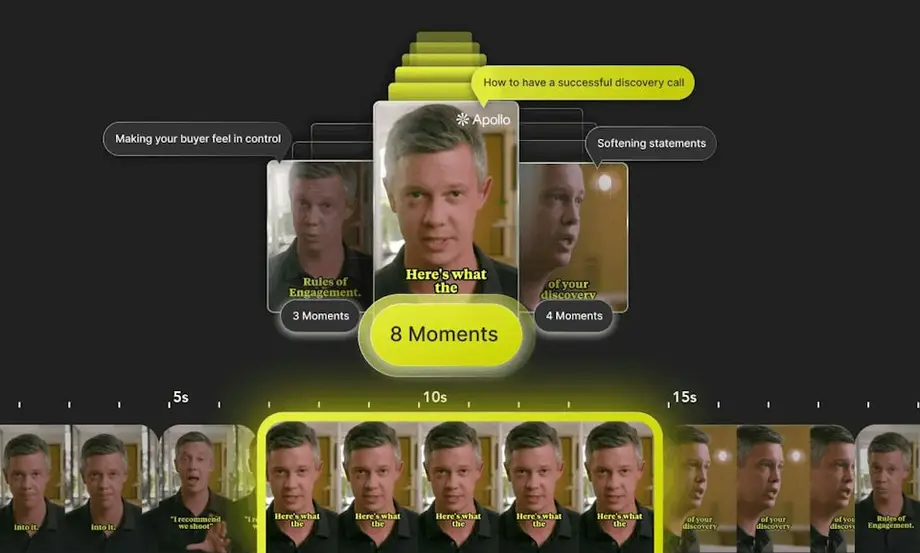 How to have a successful discovery call
Apollo
Making your buyer feel in control
Softening statements
Rules of
Engagement.
Here's what
the
of your
discovery
3 Moments
8 Moments
4 Moments
5s
10s
15s
into it.
into it.
"I recommend
we shoot"
Here's what
the
Here's what
the
Here's what
the
Here's what
the
Here's what
the
of your
discovery
of your
discovery
of your
discovery
Rules of
Engagement.